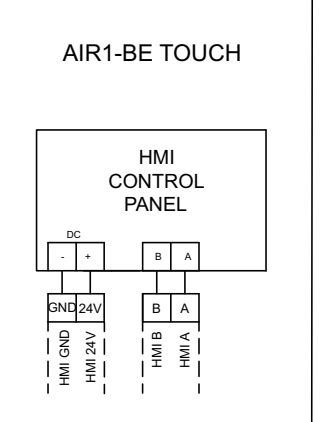 AIR1-BE TOUCH
HMI
CONTROL
PANEL
DC
- + B A
GND 24V B A
HMI GND
HMI 24V
HMI B
HMI A